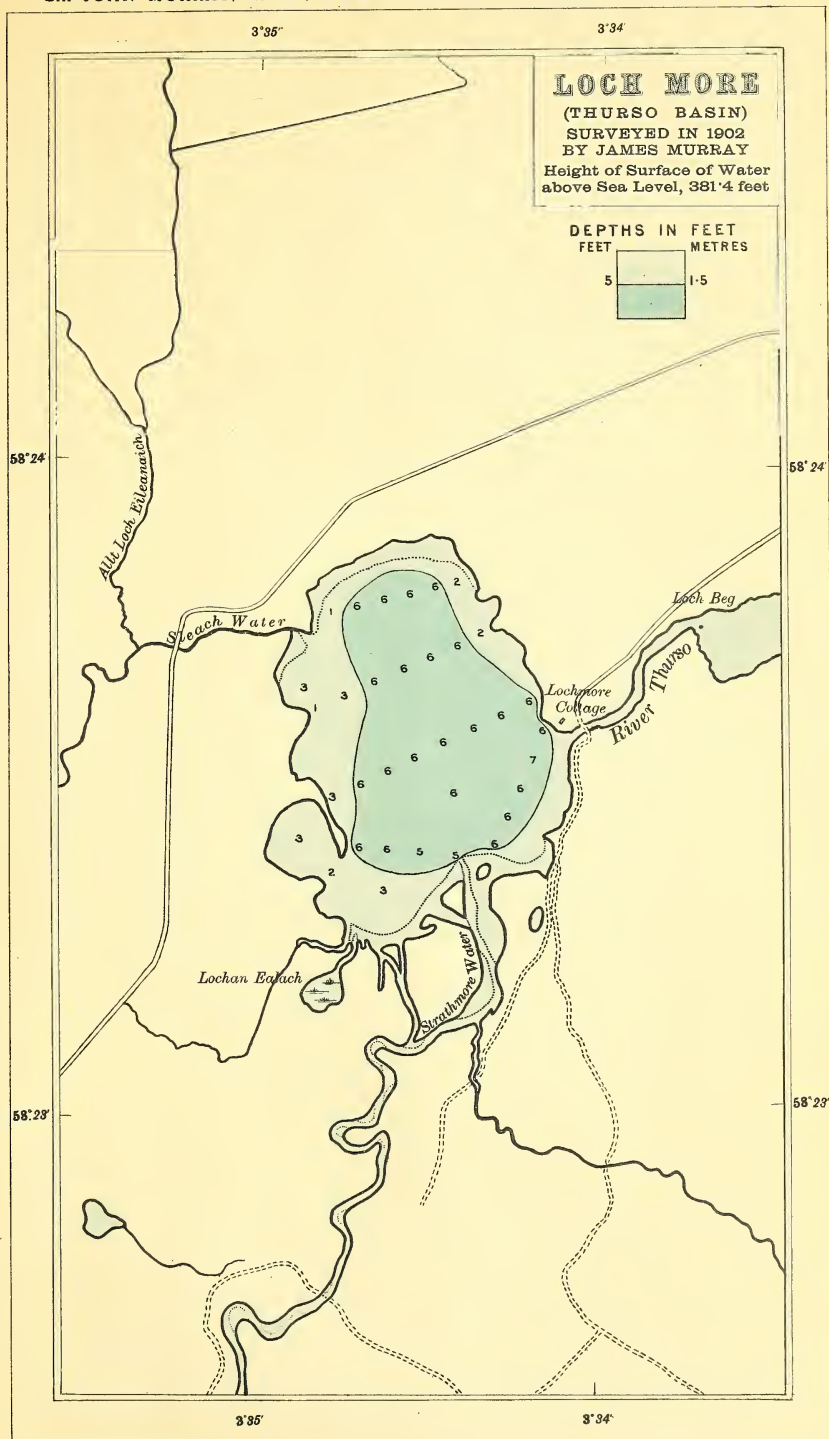 3°35'
3°34'
LOCH MORE
(THURSO BASIN)
SURVEYED IN 1902
BY JAMES MURRAY
Height of Surface of Water
above Sea Level, 381·4 feet
DEPTHS IN FEET
FEET METRES
5 1·5
58°24'
58°24'
Allt Loch Eileanaich
Sleach Water
Loch Beg
River Thurso
Lochmore
Cottage
6 6 6 6 2
1
2
6 6 6 6
3 3
1
6 6 6 6 6 6 6
6
7
6 6
6
3
3
6 6 5 5 6
2
3
Lochan Ealach
Strathmore Water
58°23'
58°23'
3°35'
3°34'